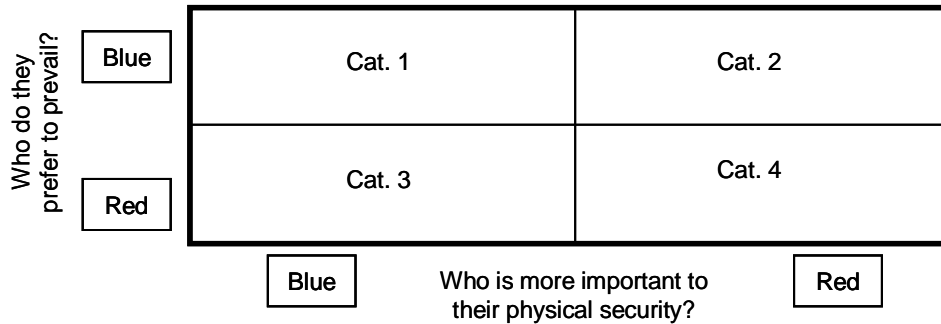 Who do they
prefer to prevail?
Blue
Cat. 1
Cat. 2
Red
Cat. 3
Cat. 4
Blue
Who is more important to
their physical security?
Red